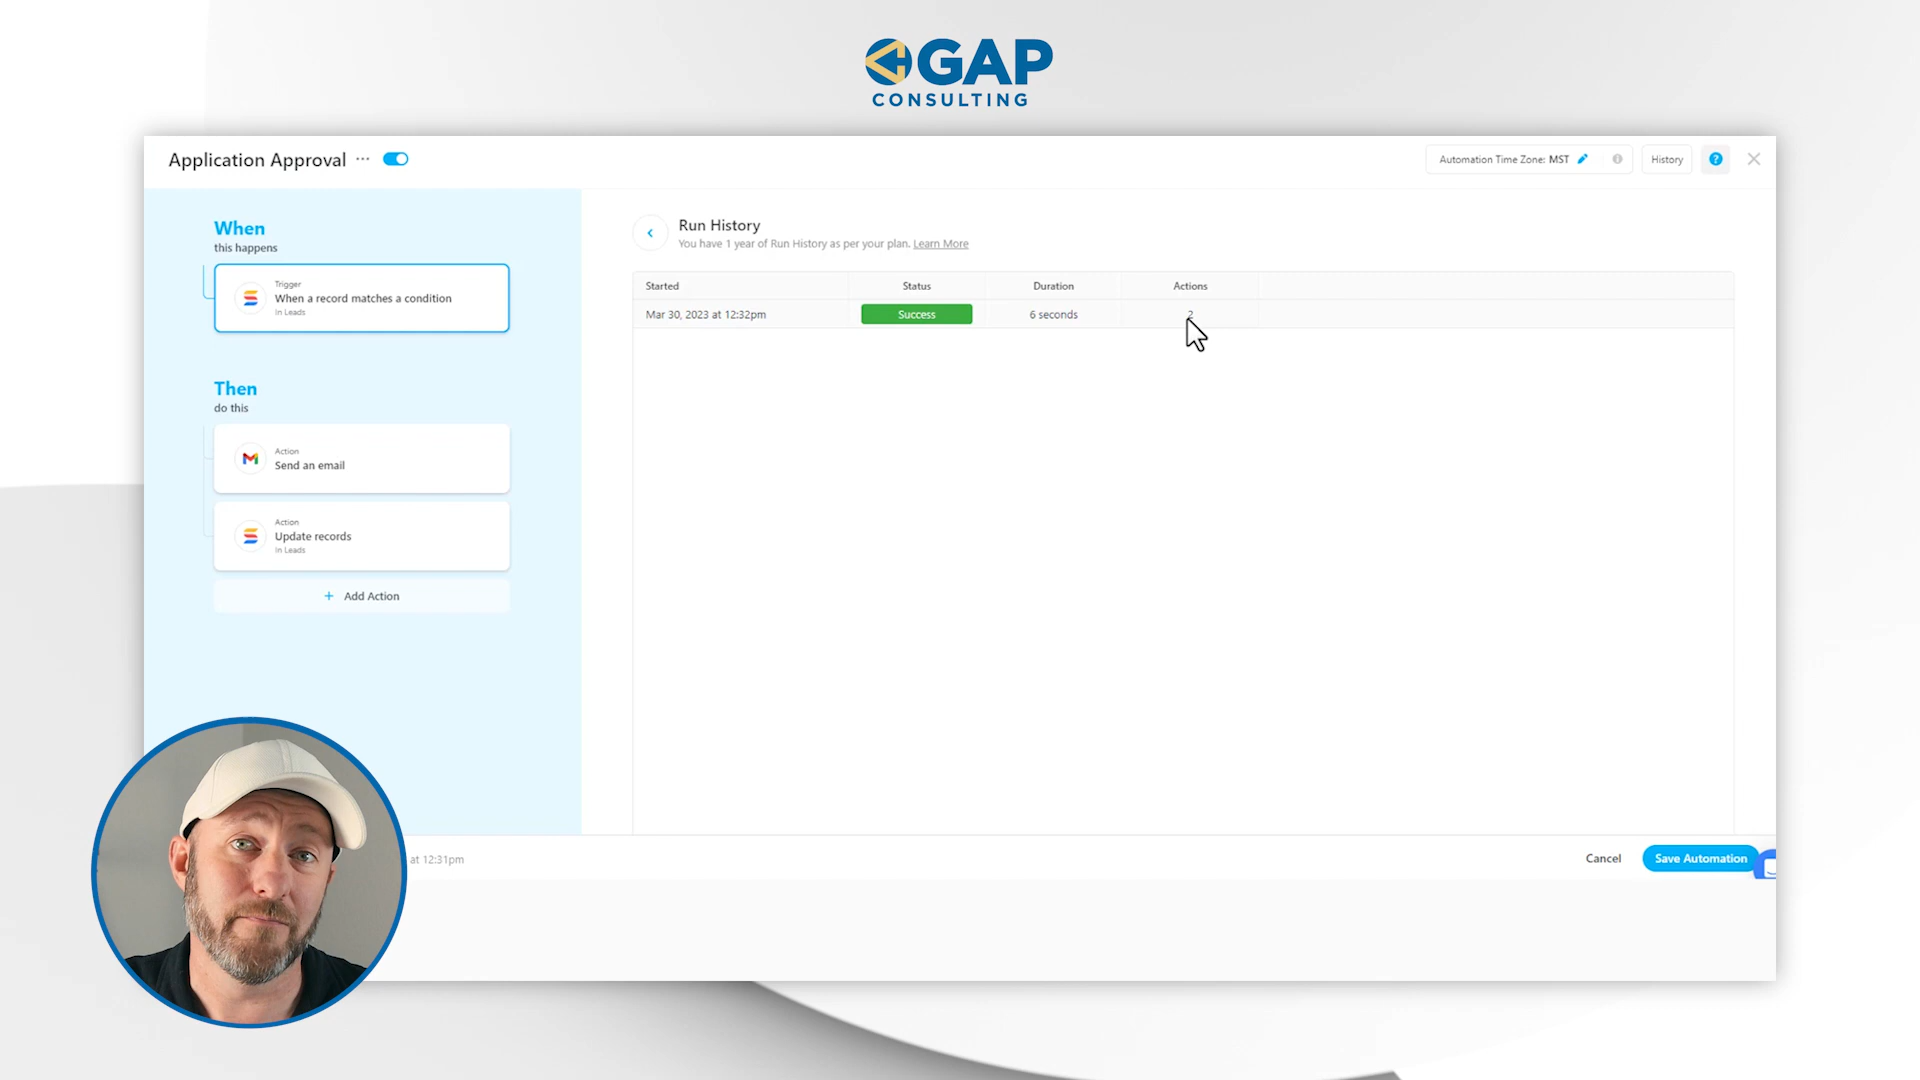 GAP
CONSULTING
Application Approval ···
Automation Time Zone: MST
History
?
When
this happens
Trigger
When a record matches a condition
In Leads
Then
do this
Action
Send an email
Action
Update records
In Leads
+ Add Action
Run History
You have 1 year of Run History as per your plan. Learn More
Started Status Duration Actions
Mar 30, 2023 at 12:32pm Success 6 seconds 2
at 12:31pm
Cancel
Save Automation